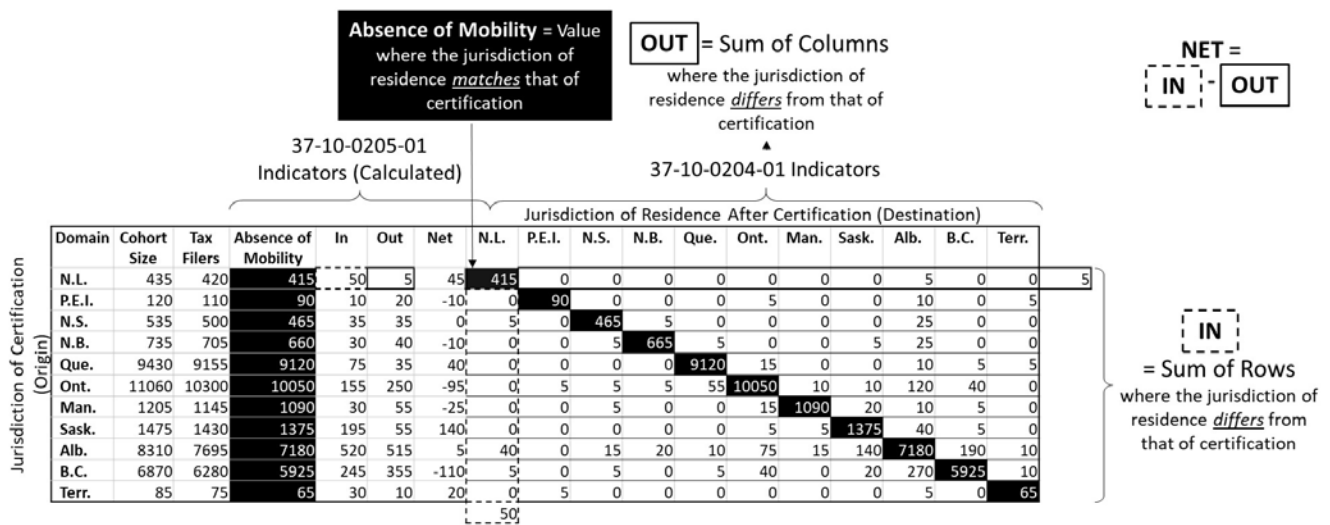 Absence of Mobility = Value
where the jurisdiction of
residence matches that of
certification
OUT = Sum of Columns
where the jurisdiction of
residence differs from that of
certification
NET =
IN - OUT
37-10-0205-01
Indicators (Calculated)
37-10-0204-01 Indicators
Jurisdiction of Residence After Certification (Destination)
Jurisdiction of Certification
(Origin)
Domain Cohort Tax Absence of In Out Net N.L. P.E.I. N.S. N.B. Que. Ont. Man. Sask. Alb. B.C. Terr.
Size Filers Mobility
N.L. 435 420 415 50 5 45 415 0 0 0 0 0 0 0 5 0 0 5
P.E.I. 120 110 90 10 20 -10 0 90 0 0 0 5 0 0 10 0 5
N.S. 535 500 465 35 35 0 5 0 465 5 0 0 0 0 25 0 0
N.B. 735 705 660 30 40 -10 0 0 5 665 5 0 0 5 25 0 0
Que. 9430 9155 9120 75 35 40 0 0 0 0 9120 15 0 0 10 5 5
Ont. 11060 10300 10050 155 250 -95 0 5 5 5 55 10050 10 10 120 40 0
Man. 1205 1145 1090 30 55 -25 0 0 5 0 0 15 1090 20 10 5 0
Sask. 1475 1430 1375 195 55 140 0 0 0 0 0 5 5 1375 40 5 0
Alb. 8310 7695 7180 520 515 5 40 0 15 20 10 75 15 140 7180 190 10
B.C. 6870 6280 5925 245 355 -110 5 0 5 0 5 40 0 20 270 5925 10
Terr. 85 75 65 30 10 20 0 5 0 0 0 0 0 0 5 0 65
50
IN
= Sum of Rows
where the jurisdiction of
residence differs from
that of certification